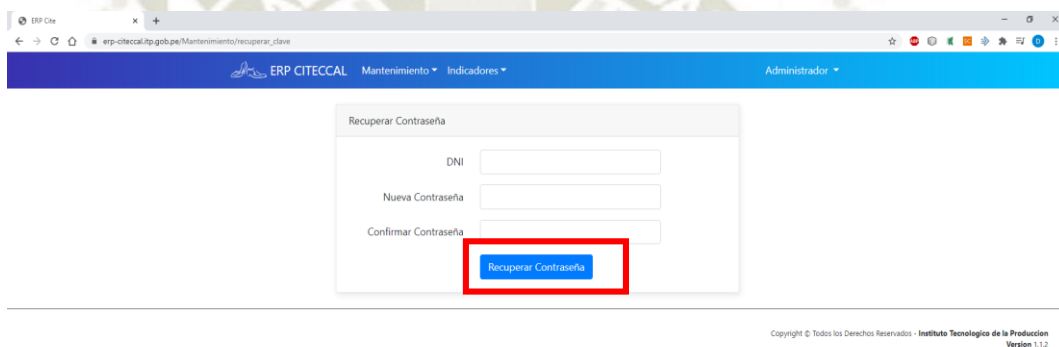 ERP Cite
erp-citeccal.itp.gob.pe/Mantenimiento/recuperar_clave
ERP CITECCAL Mantenimiento Indicadores Administrador
Recuperar Contraseña
DNI
Nueva Contraseña
Confirmar Contraseña
Recuperar Contraseña
Copyright © Todos los Derechos Reservados - Instituto Tecnologico de la Produccion
Version 1.1.2